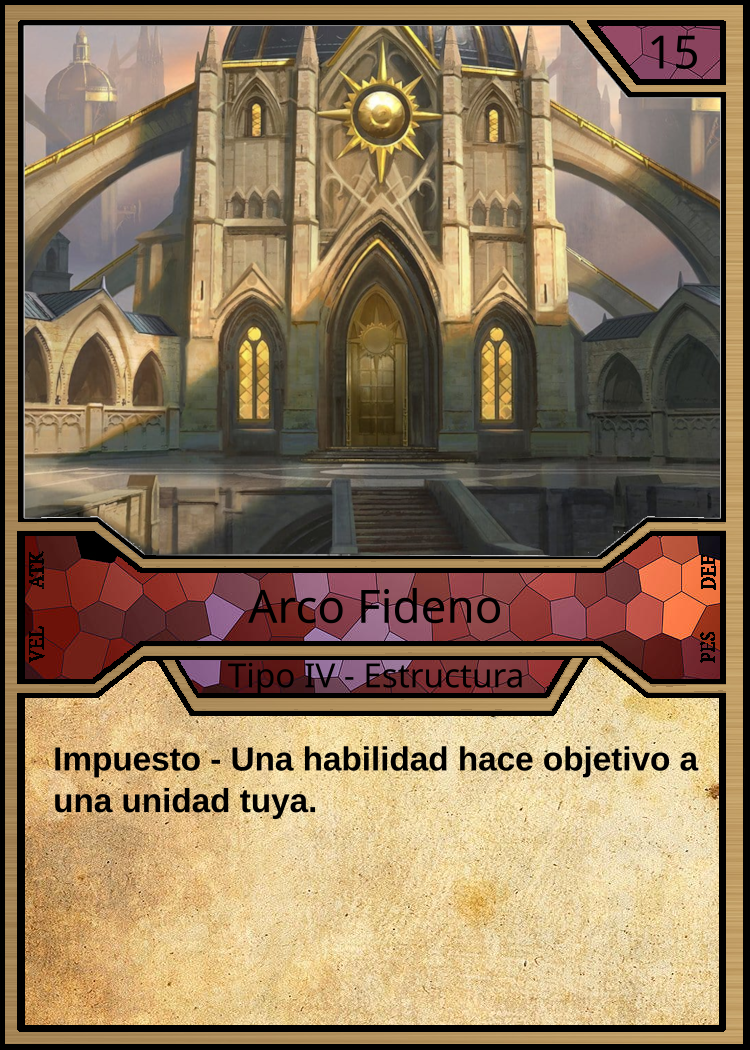 15
ATK
DEF
Arco Fideno
VEL
PES
Tipo IV - Estructura
Impuesto - Una habilidad hace objetivo a
una unidad tuya.